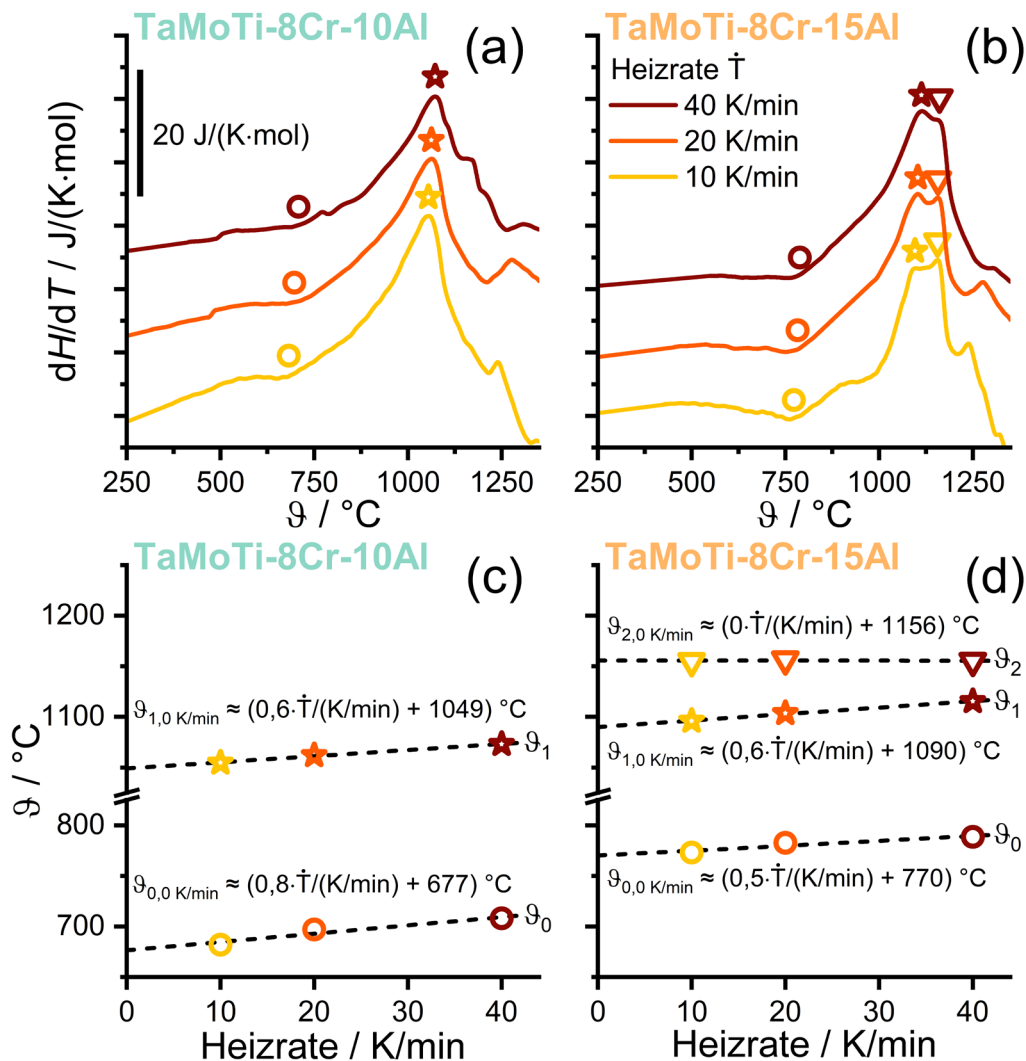 TaMoTi-8Cr-10Al
(a)
20 J/(K·mol)
dH/dT / J/(K·mol)
250 500 750 1000 1250
ϑ / °C
TaMoTi-8Cr-15Al
(b)
Heizrate Ṫ
40 K/min
20 K/min
10 K/min
250 500 750 1000 1250
ϑ / °C
TaMoTi-8Cr-10Al
(c)
1200
1100
800
700
ϑ / °C
ϑ1,0 K/min ≈ (0,6·Ṫ/(K/min) + 1049) °C
ϑ1
ϑ0,0 K/min ≈ (0,8·Ṫ/(K/min) + 677) °C
ϑ0
0 10 20 30 40
Heizrate / K/min
TaMoTi-8Cr-15Al
(d)
ϑ2,0 K/min ≈ (0·Ṫ/(K/min) + 1156) °C
ϑ2
ϑ1
ϑ1,0 K/min ≈ (0,6·Ṫ/(K/min) + 1090) °C
ϑ0
ϑ0,0 K/min ≈ (0,5·Ṫ/(K/min) + 770) °C
0 10 20 30 40
Heizrate / K/min